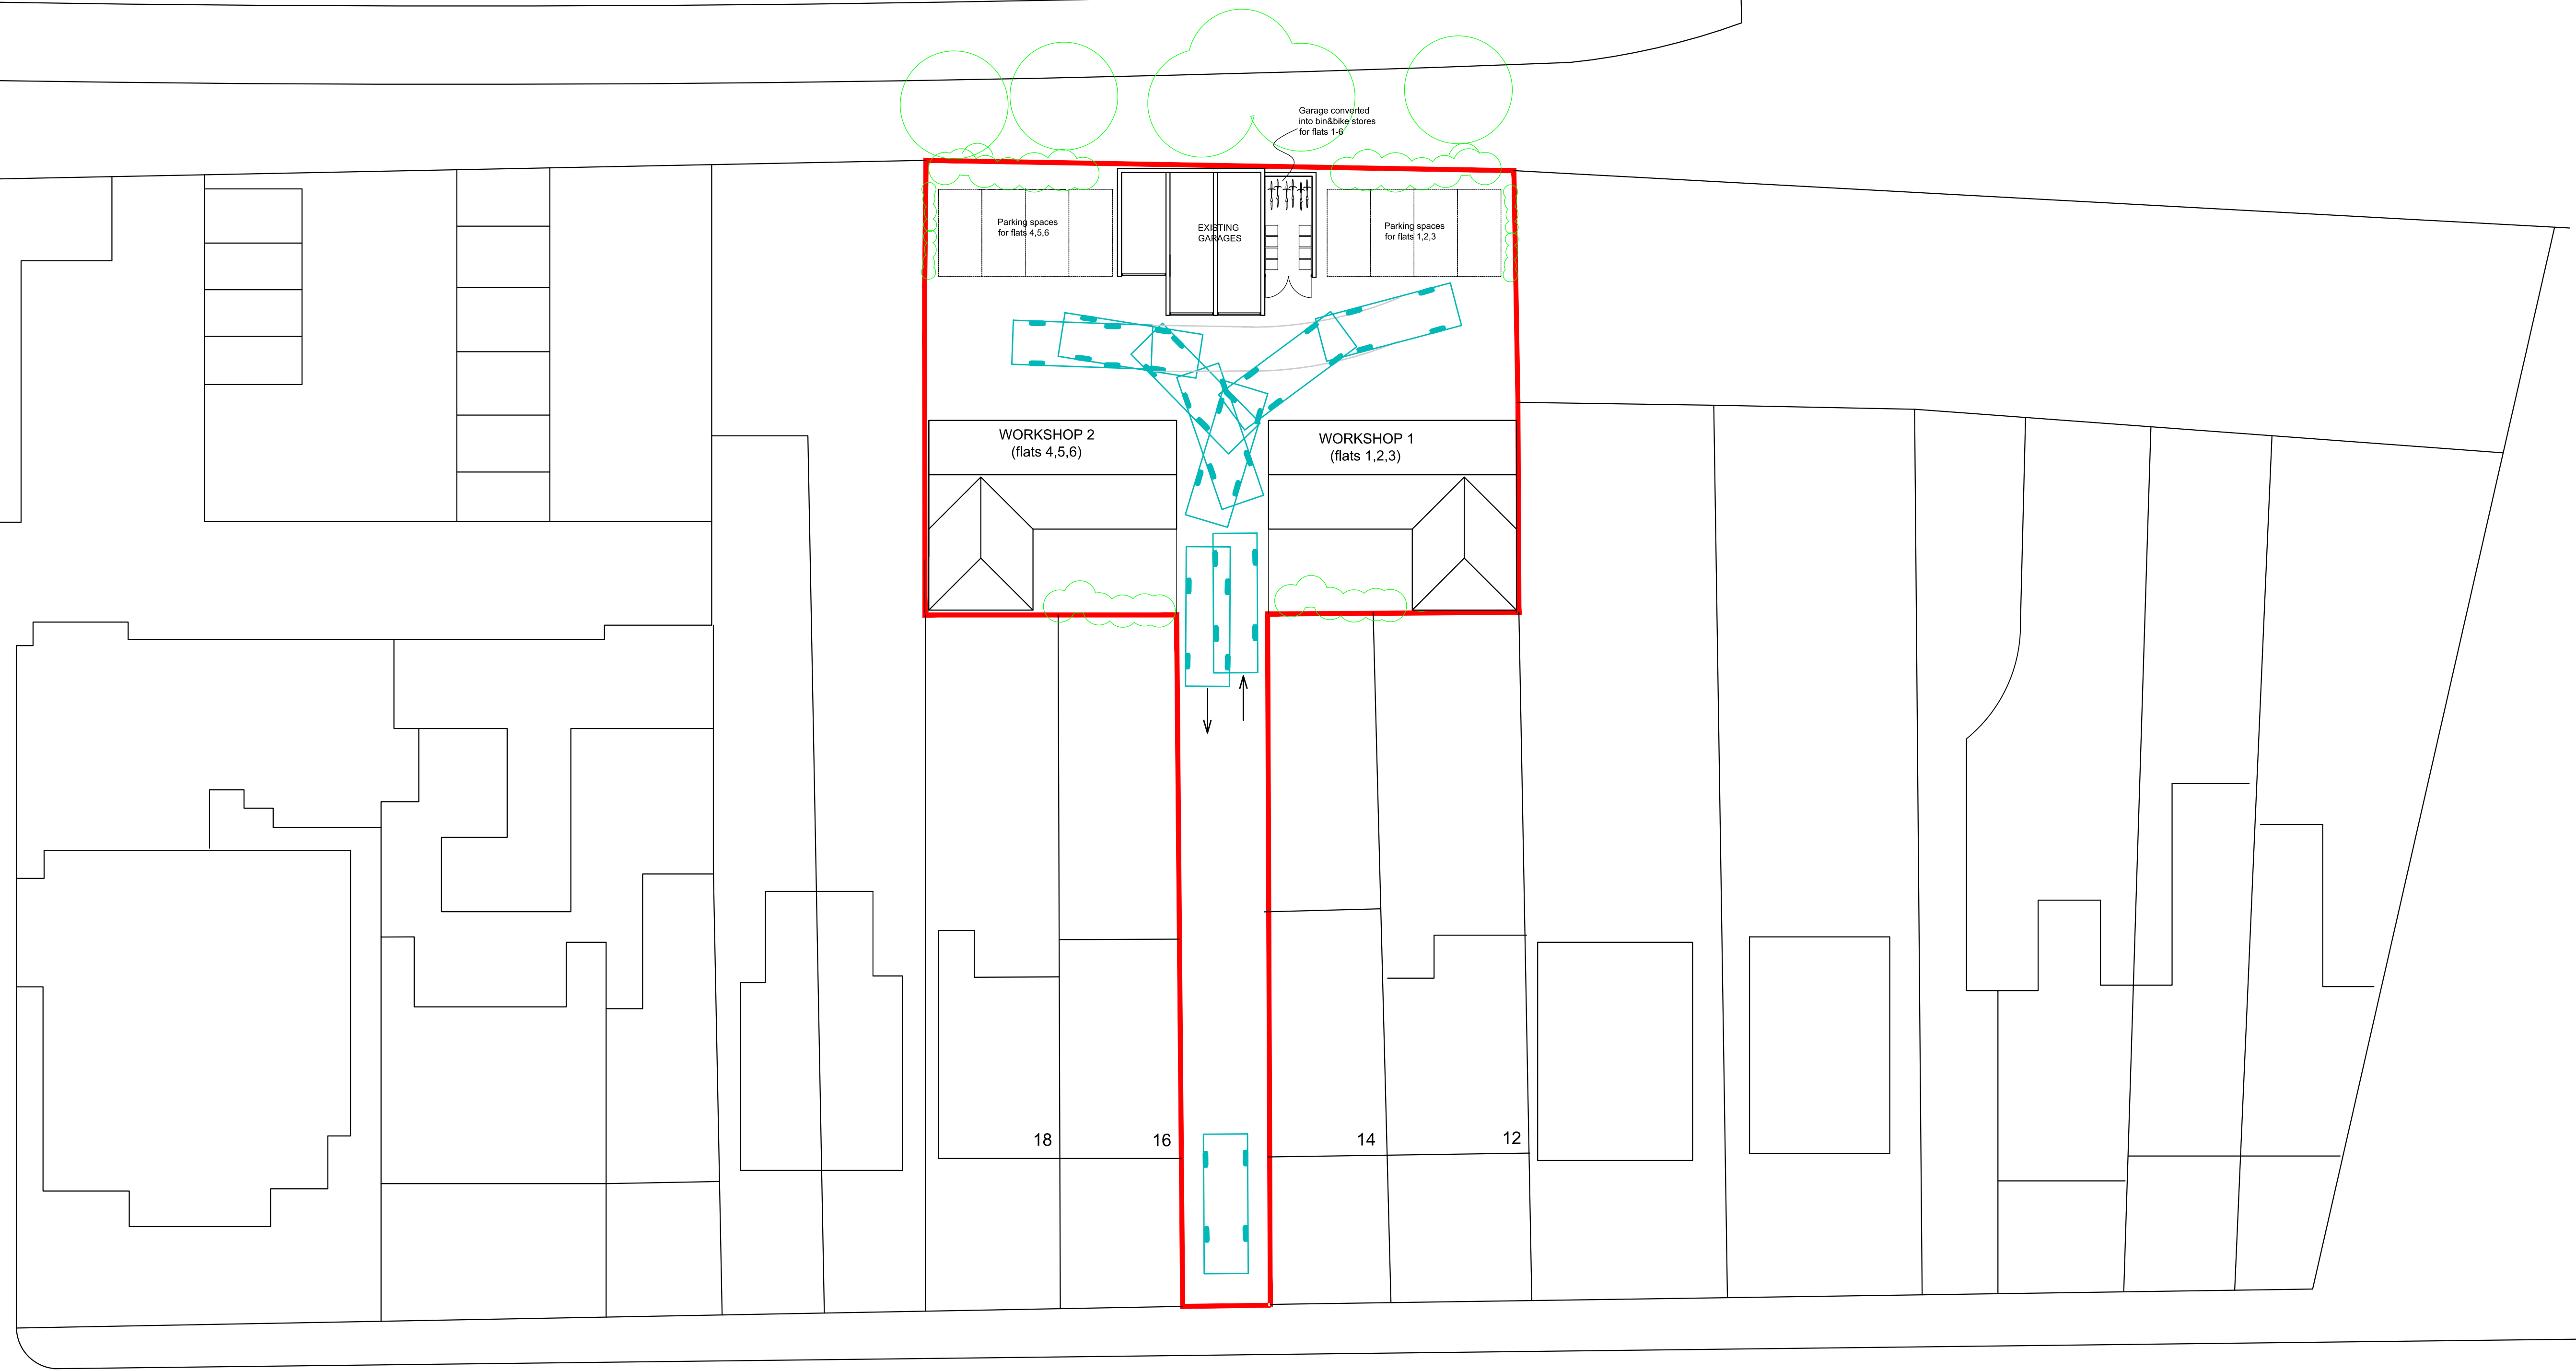 Garage converted
into bin&bike stores
for flats 1-6
Parking spaces
for flats 4,5,6
EXISTING
GARAGES
Parking spaces
for flats 1,2,3
WORKSHOP 2
(flats 4,5,6)
WORKSHOP 1
(flats 1,2,3)
18
16
14
12